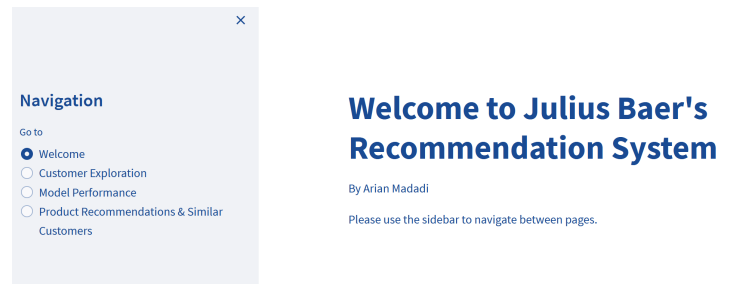 ×
Navigation
Go to
Welcome
Customer Exploration
Model Performance
Product Recommendations & Similar
Customers
Welcome to Julius Baer's
Recommendation System
By Arian Madadi
Please use the sidebar to navigate between pages.